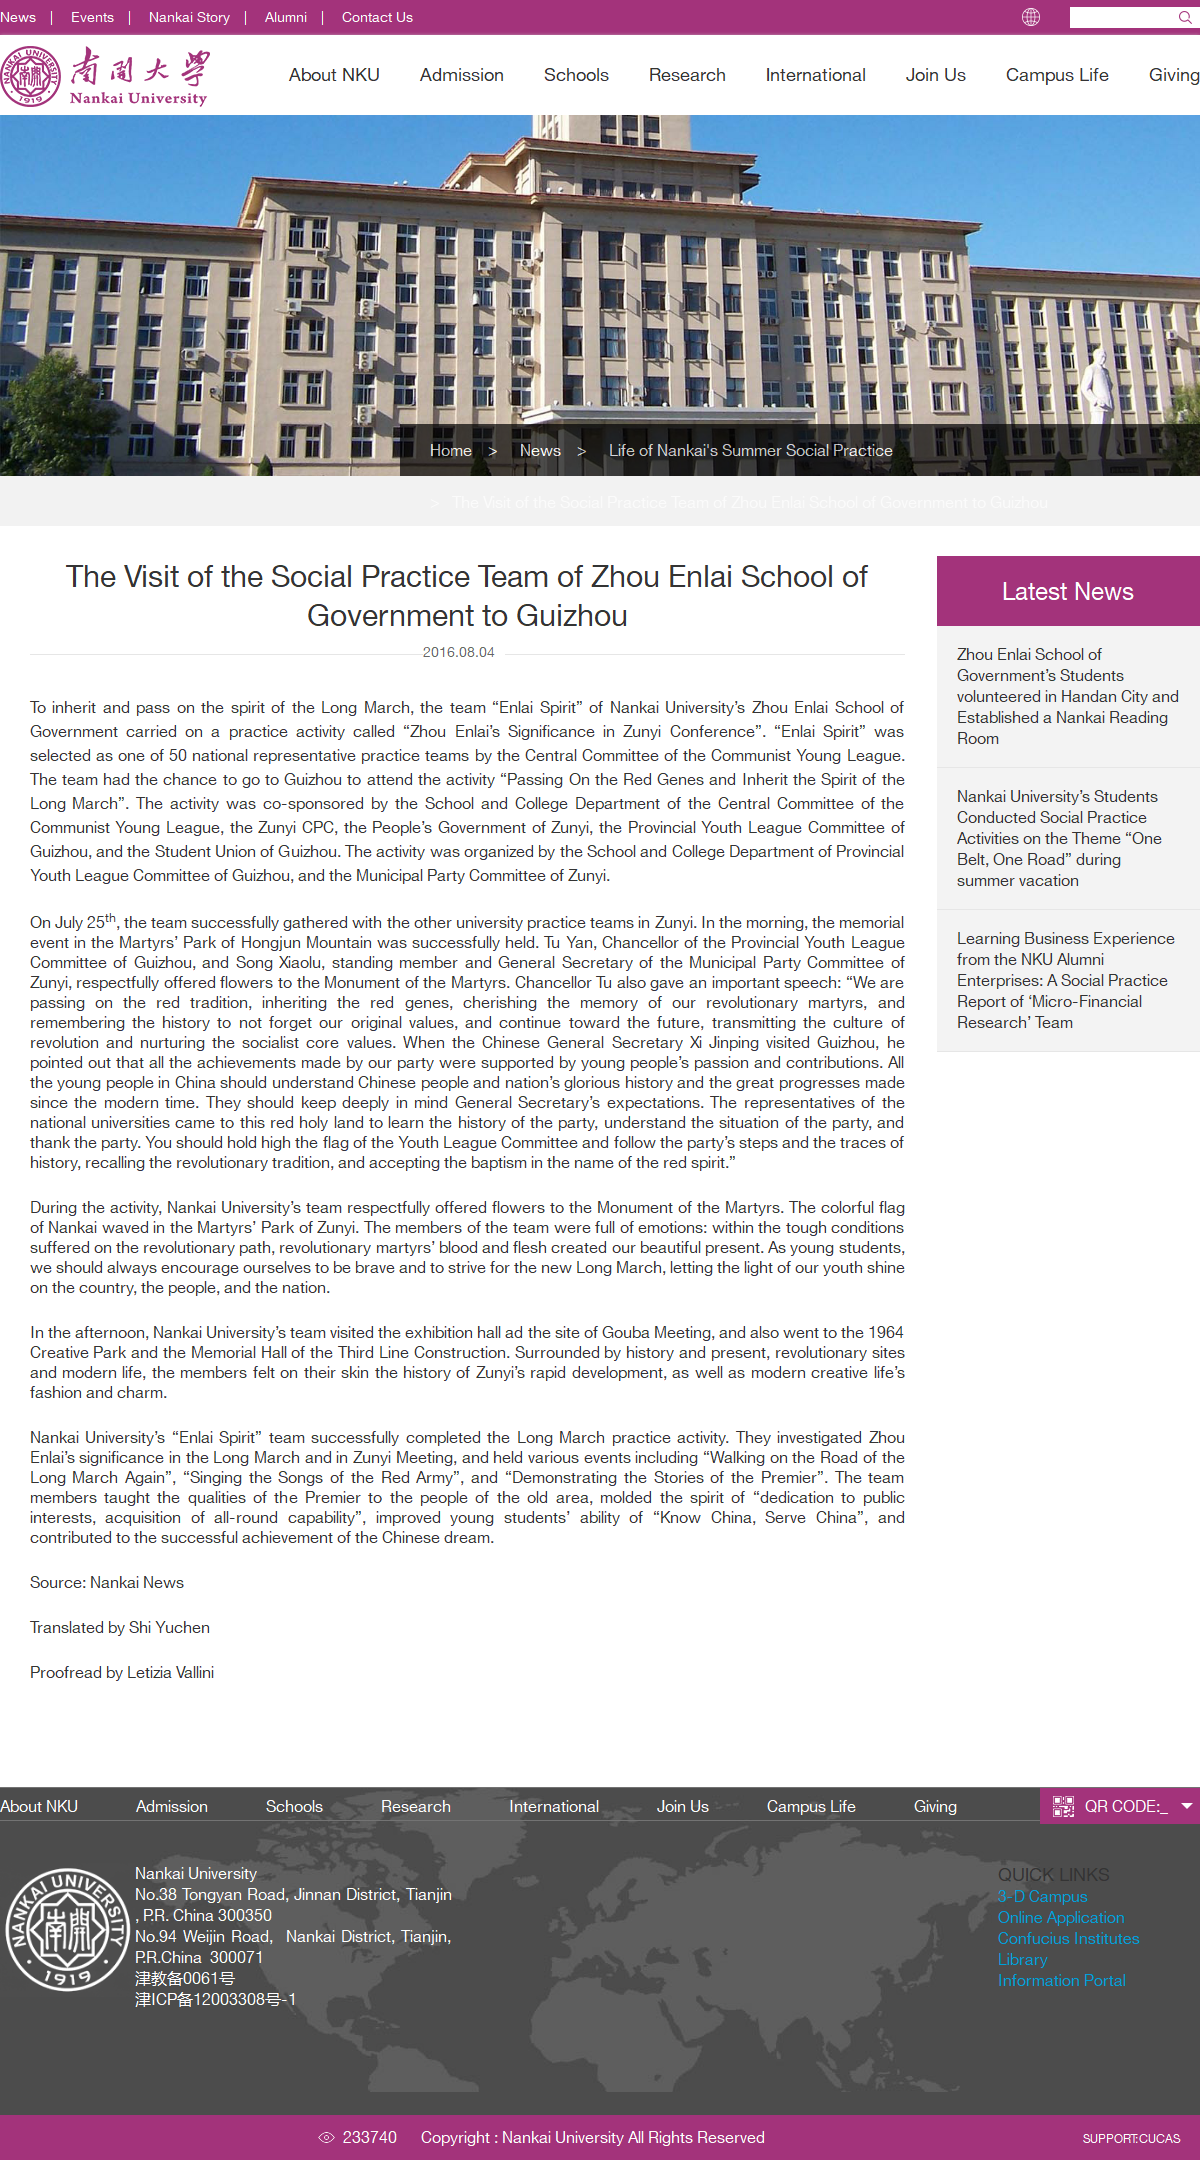 News | Events | Nankai Story | Alumni | Contact Us
南開大學
Nankai University
NANKAI UNIVERSITY
南開
1919
About NKU Admission Schools Research International Join Us Campus Life Giving
Home > News > Life of Nankai's Summer Social Practice
> The Visit of the Social Practice Team of Zhou Enlai School of Government to Guizhou
The Visit of the Social Practice Team of Zhou Enlai School of
Government to Guizhou
2016.08.04
To inherit and pass on the spirit of the Long March, the team “Enlai Spirit” of Nankai University’s Zhou Enlai School of
Government carried on a practice activity called “Zhou Enlai’s Significance in Zunyi Conference”. “Enlai Spirit” was
selected as one of 50 national representative practice teams by the Central Committee of the Communist Young League.
The team had the chance to go to Guizhou to attend the activity “Passing On the Red Genes and Inherit the Spirit of the
Long March”. The activity was co-sponsored by the School and College Department of the Central Committee of the
Communist Young League, the Zunyi CPC, the People’s Government of Zunyi, the Provincial Youth League Committee of
Guizhou, and the Student Union of Guizhou. The activity was organized by the School and College Department of Provincial
Youth League Committee of Guizhou, and the Municipal Party Committee of Zunyi.
On July 25th, the team successfully gathered with the other university practice teams in Zunyi. In the morning, the memorial
event in the Martyrs’ Park of Hongjun Mountain was successfully held. Tu Yan, Chancellor of the Provincial Youth League
Committee of Guizhou, and Song Xiaolu, standing member and General Secretary of the Municipal Party Committee of
Zunyi, respectfully offered flowers to the Monument of the Martyrs. Chancellor Tu also gave an important speech: “We are
passing on the red tradition, inheriting the red genes, cherishing the memory of our revolutionary martyrs, and
remembering the history to not forget our original values, and continue toward the future, transmitting the culture of
revolution and nurturing the socialist core values. When the Chinese General Secretary Xi Jinping visited Guizhou, he
pointed out that all the achievements made by our party were supported by young people’s passion and contributions. All
the young people in China should understand Chinese people and nation’s glorious history and the great progresses made
since the modern time. They should keep deeply in mind General Secretary’s expectations. The representatives of the
national universities came to this red holy land to learn the history of the party, understand the situation of the party, and
thank the party. You should hold high the flag of the Youth League Committee and follow the party’s steps and the traces of
history, recalling the revolutionary tradition, and accepting the baptism in the name of the red spirit.”
During the activity, Nankai University’s team respectfully offered flowers to the Monument of the Martyrs. The colorful flag
of Nankai waved in the Martyrs’ Park of Zunyi. The members of the team were full of emotions: within the tough conditions
suffered on the revolutionary path, revolutionary martyrs’ blood and flesh created our beautiful present. As young students,
we should always encourage ourselves to be brave and to strive for the new Long March, letting the light of our youth shine
on the country, the people, and the nation.
In the afternoon, Nankai University’s team visited the exhibition hall ad the site of Gouba Meeting, and also went to the 1964
Creative Park and the Memorial Hall of the Third Line Construction. Surrounded by history and present, revolutionary sites
and modern life, the members felt on their skin the history of Zunyi’s rapid development, as well as modern creative life’s
fashion and charm.
Nankai University’s “Enlai Spirit” team successfully completed the Long March practice activity. They investigated Zhou
Enlai’s significance in the Long March and in Zunyi Meeting, and held various events including “Walking on the Road of the
Long March Again”, “Singing the Songs of the Red Army”, and “Demonstrating the Stories of the Premier”. The team
members taught the qualities of the Premier to the people of the old area, molded the spirit of “dedication to public
interests, acquisition of all-round capability”, improved young students’ ability of “Know China, Serve China”, and
contributed to the successful achievement of the Chinese dream.
Source: Nankai News
Translated by Shi Yuchen
Proofread by Letizia Vallini
Latest News
Zhou Enlai School of
Government’s Students
volunteered in Handan City and
Established a Nankai Reading
Room
Nankai University’s Students
Conducted Social Practice
Activities on the Theme “One
Belt, One Road” during
summer vacation
Learning Business Experience
from the NKU Alumni
Enterprises: A Social Practice
Report of ‘Micro-Financial
Research’ Team
About NKU Admission Schools Research International Join Us Campus Life Giving
QR CODE:_
NANKAI UNIVERSITY
南開
1919
Nankai University
No.38 Tongyan Road, Jinnan District, Tianjin
, P.R. China 300350
No.94 Weijin Road, Nankai District, Tianjin,
P.R.China 300071
津教备0061号
津ICP备12003308号-1
QUICK LINKS
3-D Campus
Online Application
Confucius Institutes
Library
Information Portal
233740 Copyright : Nankai University All Rights Reserved
SUPPORT:CUCAS